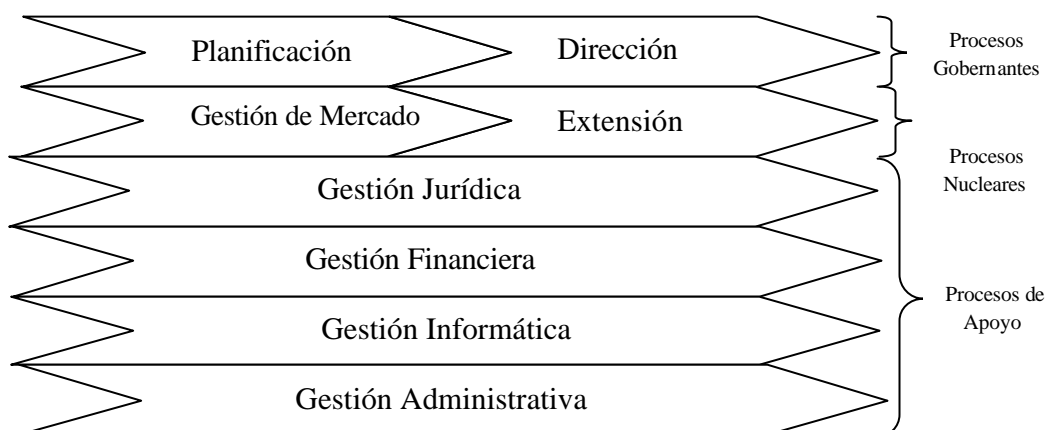 Planificación
Dirección
Procesos
Gobernantes
Gestión de Mercado
Extensión
Procesos
Nucleares
Gestión Jurídica
Gestión Financiera
Gestión Informática
Gestión Administrativa
Procesos de
Apoyo